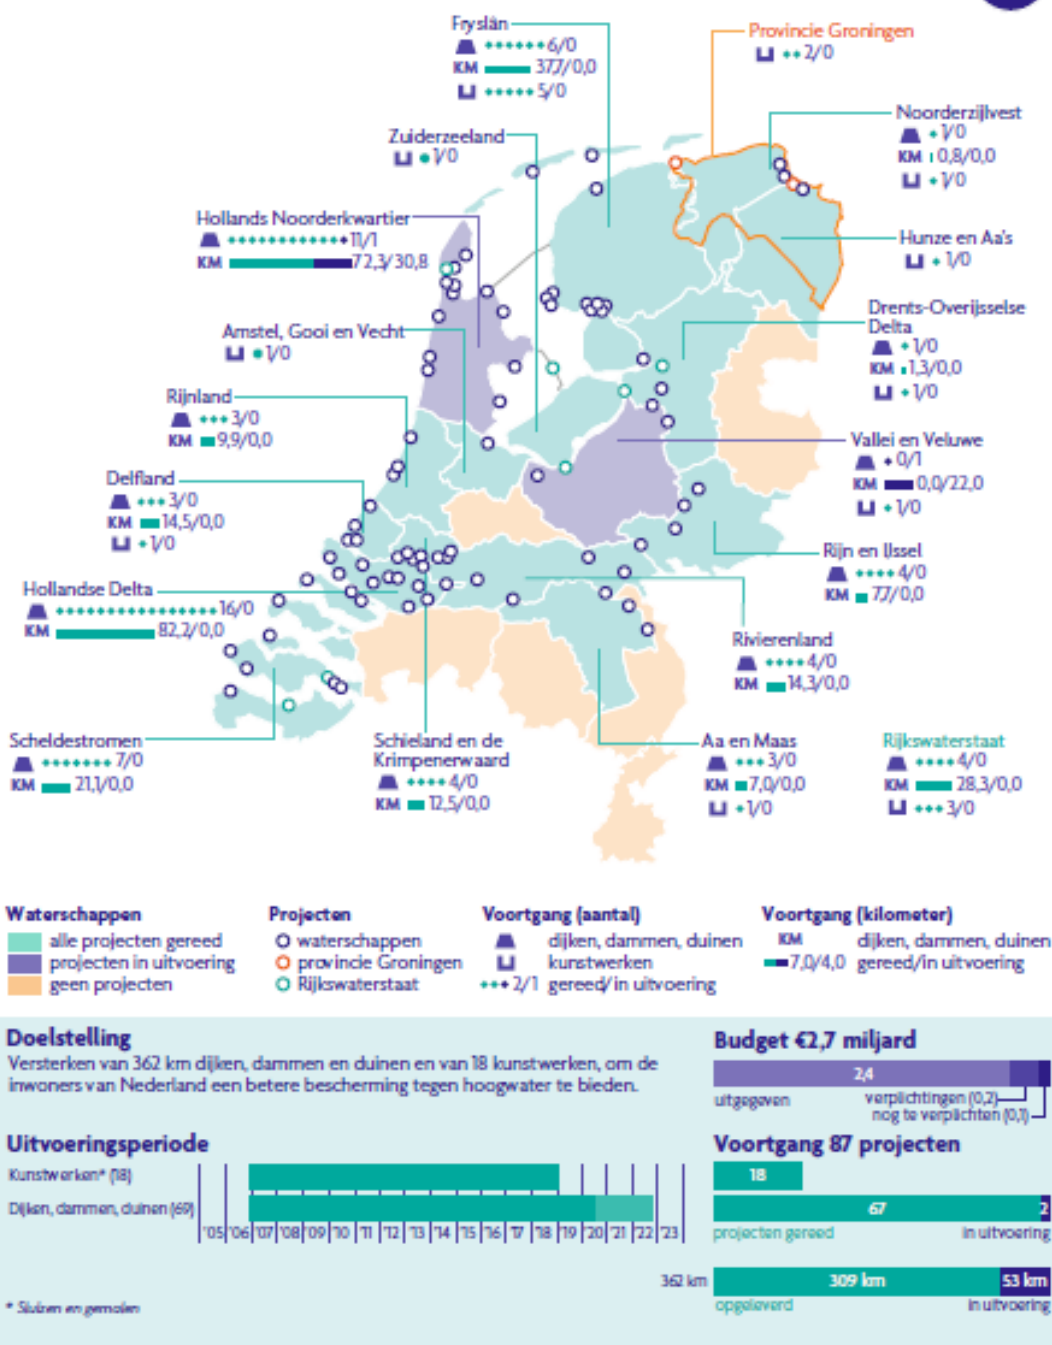 Fryslân
6/0
KM 37,7/0,0
5/0
Provincie Groningen
2/0
Noorderzijlvest
1/0
KM 0,8/0,0
1/0
Zuiderzeeland
1/0
Hollands Noorderkwartier
11/1
KM 72,3/30,8
Hunze en Aa's
1/0
Drents-Overijsselse
Delta
1/0
KM 1,3/0,0
1/0
Amstel, Gooi en Vecht
1/0
Rijnland
3/0
KM 9,9/0,0
Vallei en Veluwe
0/1
KM 0,0/22,0
1/0
Delfland
3/0
KM 14,5/0,0
1/0
Rijn en IJssel
4/0
KM 7,7/0,0
Hollandse Delta
16/0
KM 82,2/0,0
Rivierenland
4/0
KM 14,3/0,0
Scheldestromen
7/0
KM 21,1/0,0
Schieland en de
Krimpenerwaard
4/0
KM 12,5/0,0
Aa en Maas
3/0
KM 7,0/0,0
1/0
Rijkswaterstaat
4/0
KM 28,3/0,0
3/0
Waterschappen
alle projecten gereed
projecten in uitvoering
geen projecten
Projecten
waterschappen
provincie Groningen
Rijkswaterstaat
Voortgang (aantal)
dijken, dammen, duinen
kunstwerken
2/1 gereed/in uitvoering
Voortgang (kilometer)
KM dijken, dammen, duinen
7,0/4,0 gereed/in uitvoering
Doelstelling
Versterken van 362 km dijken, dammen en duinen en van 18 kunstwerken, om de
inwoners van Nederland een betere bescherming tegen hoogwater te bieden.
Budget €2,7 miljard
2,4
uitgegeven
verplichtingen (0,2)
nog te verplichten (0,1)
Uitvoeringsperiode
Kunstwerken* (18)
Dijken, dammen, duinen (69)
'05 '06 '07 '08 '09 '10 '11 '12 '13 '14 '15 '16 '17 '18 '19 '20 '21 '22 '23
* Sluizen en gemalen
Voortgang 87 projecten
18
67 2
projecten gereed in uitvoering
362 km 309 km 53 km
opgeleverd in uitvoering